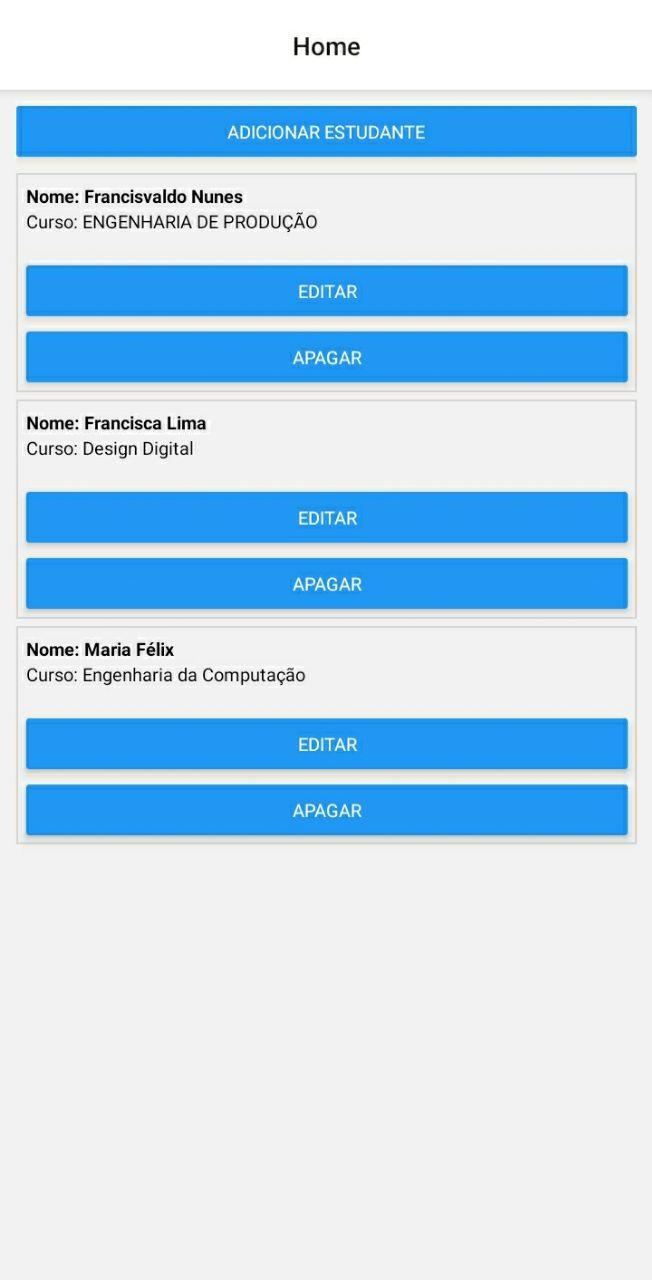 Home
ADICIONAR ESTUDANTE
Nome: Francisvaldo Nunes
Curso: ENGENHARIA DE PRODUÇÃO
EDITAR
APAGAR
Nome: Francisca Lima
Curso: Design Digital
EDITAR
APAGAR
Nome: Maria Félix
Curso: Engenharia da Computação
EDITAR
APAGAR